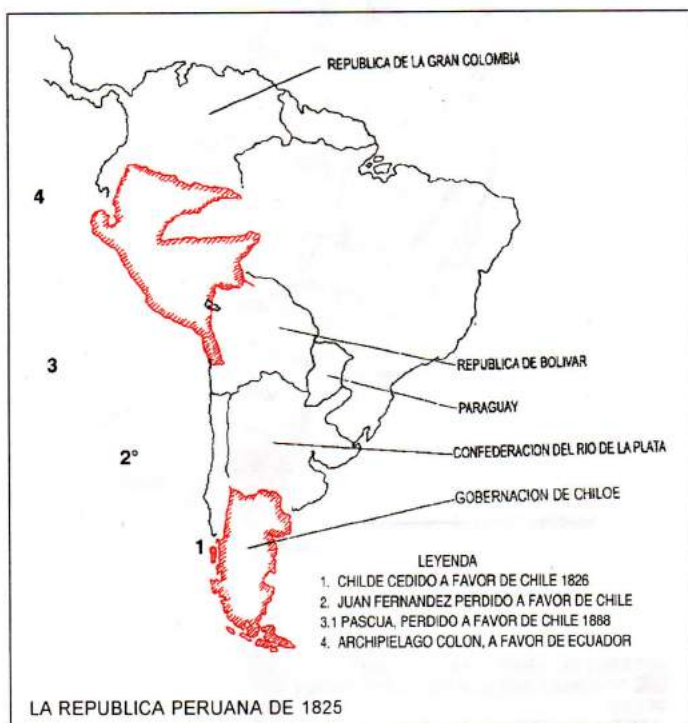 REPUBLICA DE LA GRAN COLOMBIA
4
3
REPUBLICA DE BOLIVAR
PARAGUAY
2°
CONFEDERACION DEL RIO DE LA PLATA
GOBERNACION DE CHILOE
1
LEYENDA
1. CHILDE CEDIDO A FAVOR DE CHILE 1826
2. JUAN FERNANDEZ PERDIDO A FAVOR DE CHILE
3.1 PASCUA, PERDIDO A FAVOR DE CHILE 1888
4. ARCHIPIELAGO COLON, A FAVOR DE ECUADOR
LA REPUBLICA PERUANA DE 1825